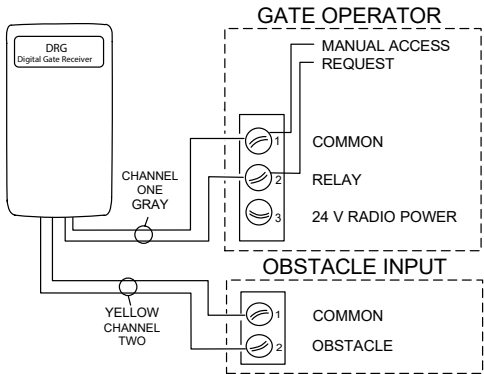 GATE OPERATOR
DRG
Digital Gate Receiver
MANUAL ACCESS
REQUEST
1
COMMON
2
RELAY
3
24 V RADIO POWER
CHANNEL
ONE
GRAY
OBSTACLE INPUT
YELLOW
CHANNEL
TWO
1
COMMON
2
OBSTACLE